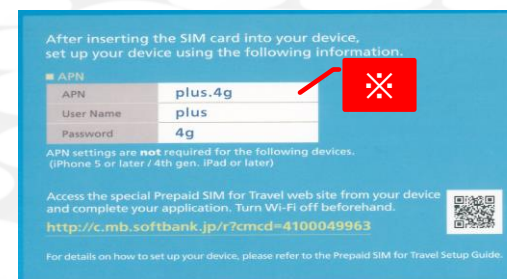 After inserting the SIM card into your device,
set up your device using the following information.
■ APN
APN plus.4g
User Name plus
Password 4g
※
APN settings are not required for the following devices.
(iPhone 5 or later / 4th gen. iPad or later)
Access the special Prepaid SIM for Travel web site from your device
and complete your application. Turn Wi-Fi off beforehand.
http://c.mb.softbank.jp/r?cmcd=4100049963
For details on how to set up your device, please refer to the Prepaid SIM for Travel Setup Guide.